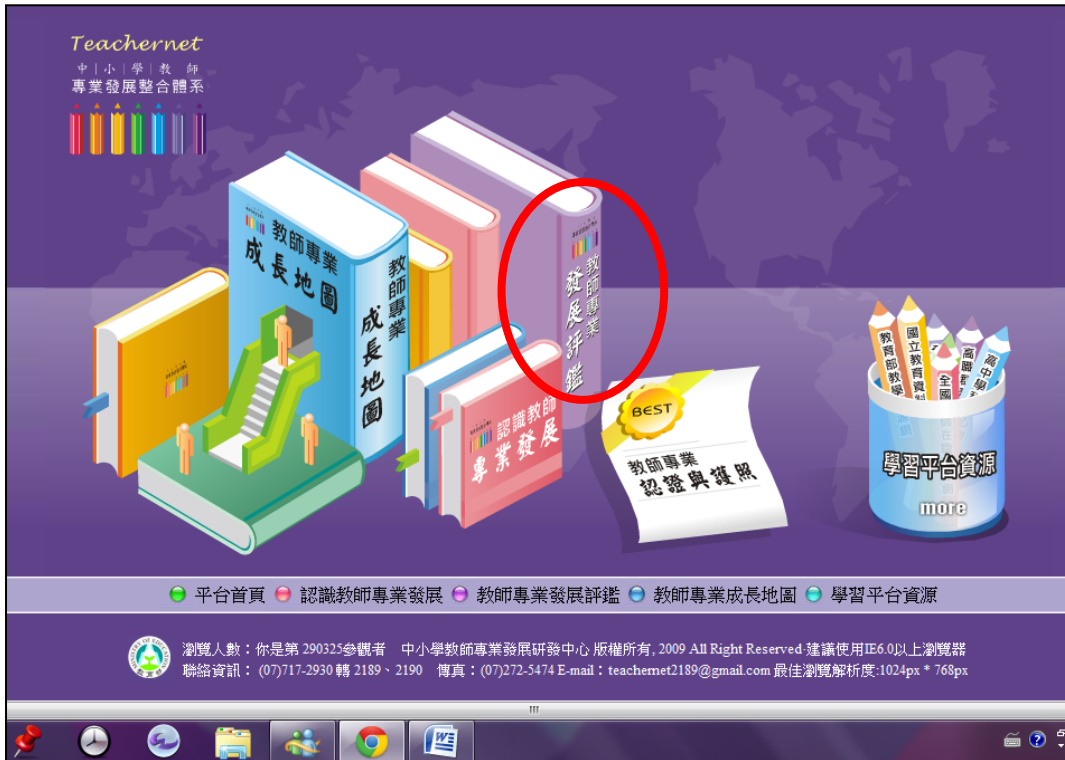 Teachernet
中|小|學|教 師
專業發展整合體系
教師專業
成長地圖
教師專業
成長地圖
教師專業
發展評鑑
認識教師
專業發展
BEST
教師專業
認證與護照
教育部教學
國立教育資料
全國
高職
高中學科
學習平台資源
more
平台首頁 認識教師專業發展 教師專業發展評鑑 教師專業成長地圖 學習平台資源
MINISTRY OF EDUCATION
瀏覽人數：你是第 290325參觀者 中小學教師專業發展研發中心 版權所有, 2009 All Right Reserved·建議使用IE6.0以上瀏覽器
聯絡資訊： (07)717-2930 轉 2189、2190 傳真：(07)272-5474 E-mail：teachernet2189@gmail.com 最佳瀏覽解析度:1024px * 768px